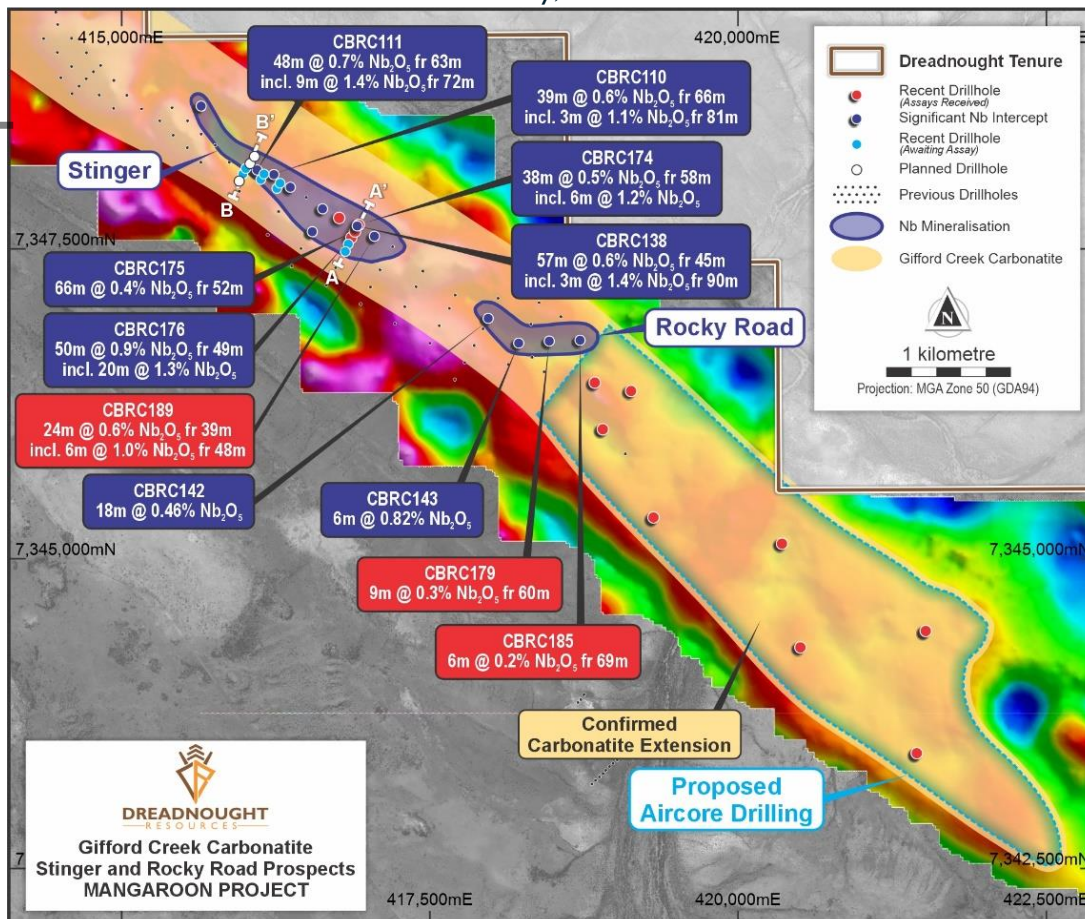 415,000mE
420,000mE
CBRC111
48m @ 0.7% Nb₂O₅ fr 63m
incl. 9m @ 1.4% Nb₂O₅ fr 72m
CBRC110
39m @ 0.6% Nb₂O₅ fr 66m
incl. 3m @ 1.1% Nb₂O₅ fr 81m
CBRC174
38m @ 0.5% Nb₂O₅ fr 58m
incl. 6m @ 1.2% Nb₂O₅
CBRC138
57m @ 0.6% Nb₂O₅ fr 45m
incl. 3m @ 1.4% Nb₂O₅ fr 90m
Stinger
B'
B
A'
A
7,347,500mN
CBRC175
66m @ 0.4% Nb₂O₅ fr 52m
CBRC176
50m @ 0.9% Nb₂O₅ fr 49m
incl. 20m @ 1.3% Nb₂O₅
CBRC189
24m @ 0.6% Nb₂O₅ fr 39m
incl. 6m @ 1.0% Nb₂O₅ fr 48m
CBRC142
18m @ 0.46% Nb₂O₅
CBRC143
6m @ 0.82% Nb₂O₅
CBRC179
9m @ 0.3% Nb₂O₅ fr 60m
CBRC185
6m @ 0.2% Nb₂O₅ fr 69m
Rocky Road
Dreadnought Tenure
Recent Drillhole
(Assays Received)
Significant Nb Intercept
Recent Drillhole
(Awaiting Assay)
Planned Drillhole
Previous Drillholes
Nb Mineralisation
Gifford Creek Carbonatite
N
1 kilometre
Projection: MGA Zone 50 (GDA94)
7,345,000mN
7,345,000mN
Confirmed
Carbonatite Extension
Proposed
Aircore Drilling
DREADNOUGHT
RESOURCES
Gifford Creek Carbonatite
Stinger and Rocky Road Prospects
MANGAROON PROJECT
7,342,500mN
417,500mE
420,000mE
422,500mE